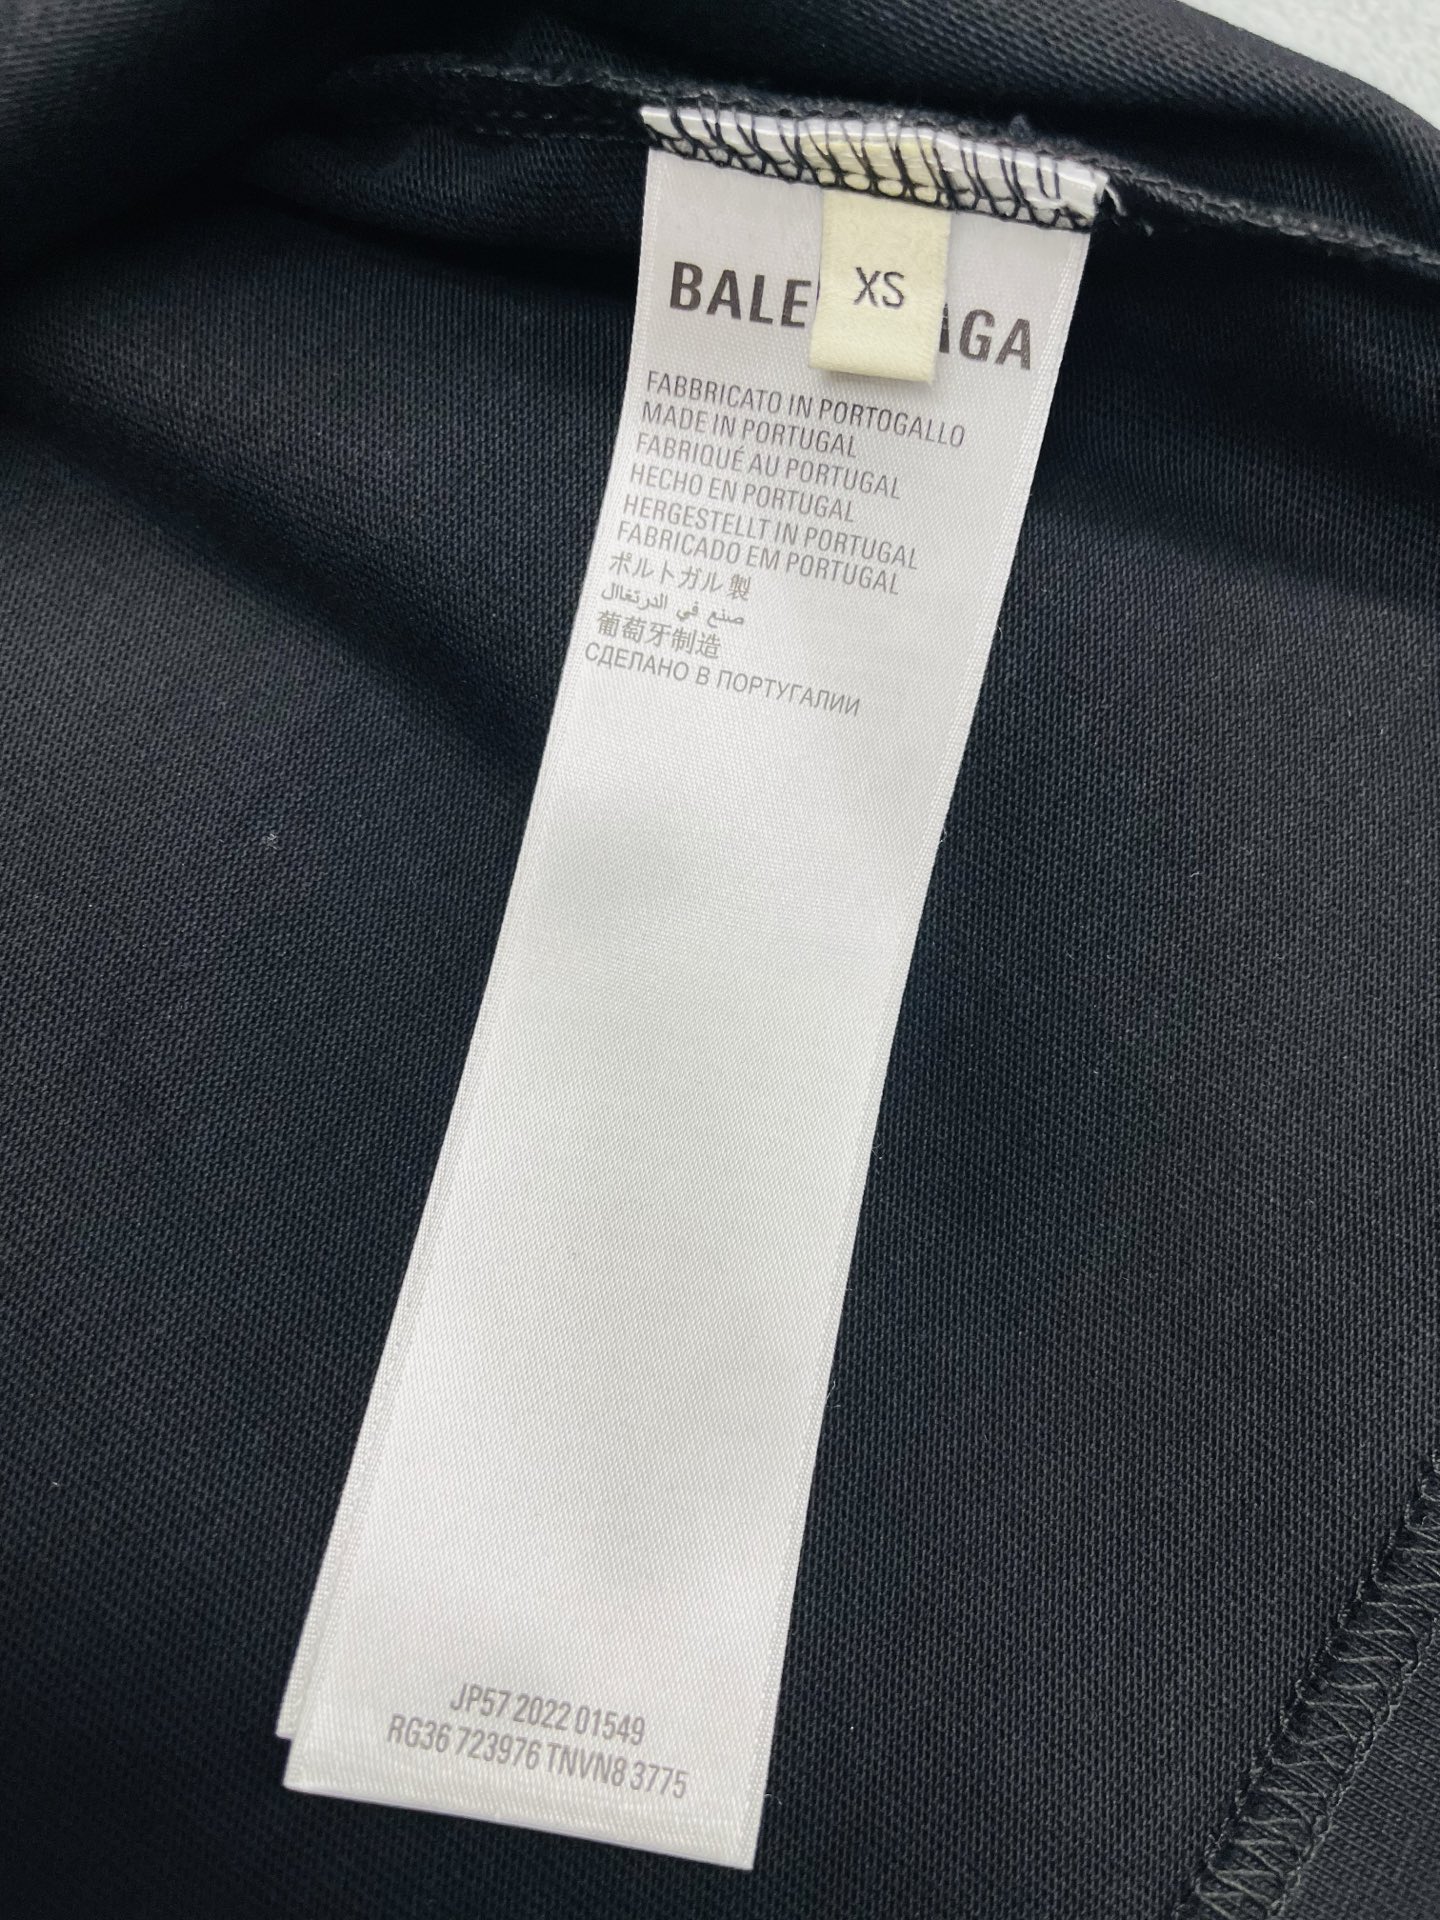 XS
BALE AGA
FABBRICATO IN PORTOGALLO
MADE IN PORTUGAL
FABRIQUÉ AU PORTUGAL
HECHO EN PORTUGAL
HERGESTELLT IN PORTUGAL
FABRICADO EM PORTUGAL
ポルトガル 製
صنع في الدرتغاال
葡萄牙制造
СДЕЛАНО В ПОРТУГАЛИИ
JP57 2022 01549
RG36 723976 TNVN8 3775